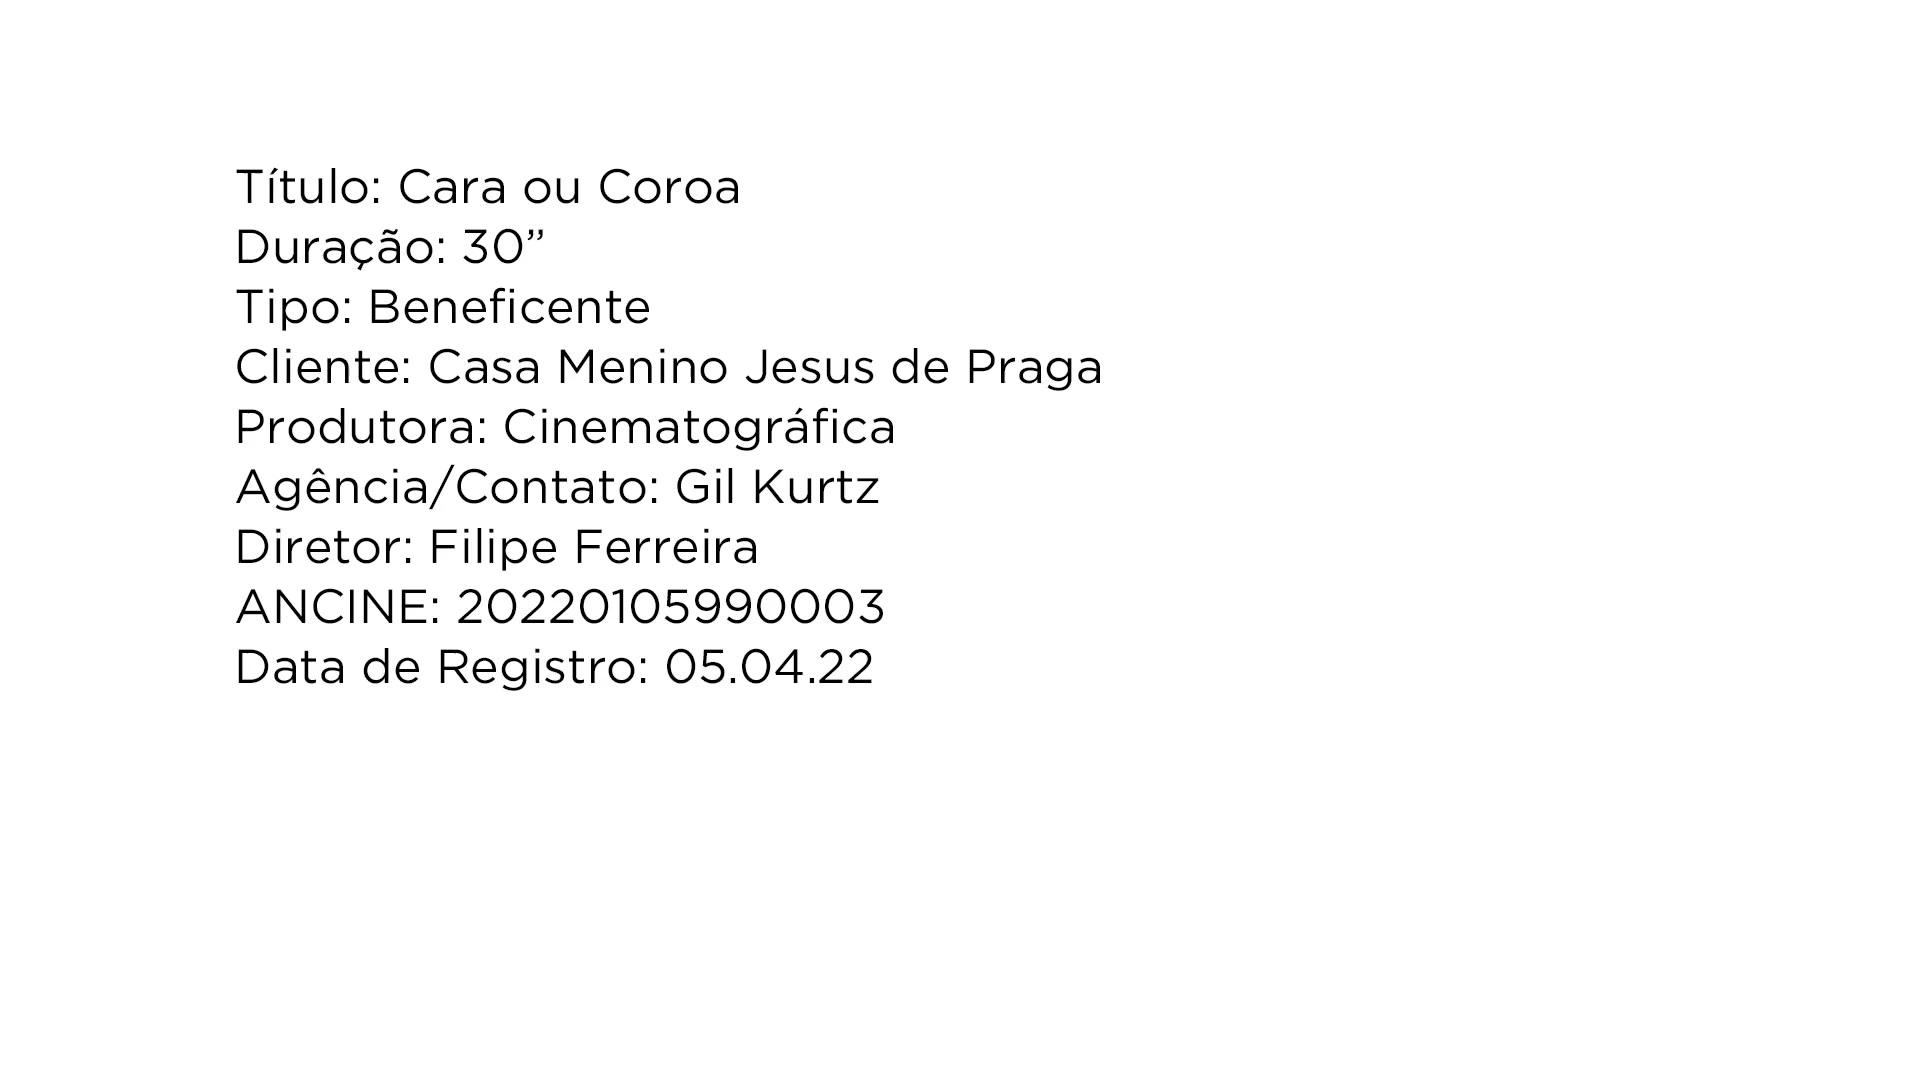 Título: Cara ou Coroa
Duração: 30”
Tipo: Beneficente
Cliente: Casa Menino Jesus de Praga
Produtora: Cinematográfica
Agência/Contato: Gil Kurtz
Diretor: Filipe Ferreira
ANCINE: 20220105990003
Data de Registro: 05.04.22